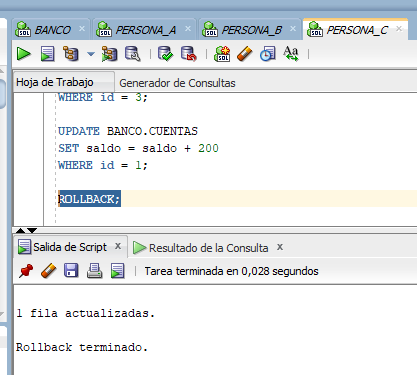 BANCO
PERSONA_A
PERSONA_B
PERSONA_C
Hoja de Trabajo
Generador de Consultas
WHERE id = 3;
UPDATE BANCO.CUENTAS
SET saldo = saldo + 200
WHERE id = 1;
ROLLBACK;
Salida de Script
Resultado de la Consulta
Tarea terminada en 0,028 segundos
1 fila actualizadas.
Rollback terminado.